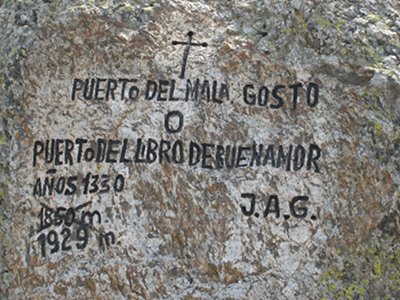 PUERTO DEL MALA GOSTO
O
PUERTO DEL LIBRO DE BUEN AMOR
AÑOS 1330
J.A.G.
1850 m.
1929 m.